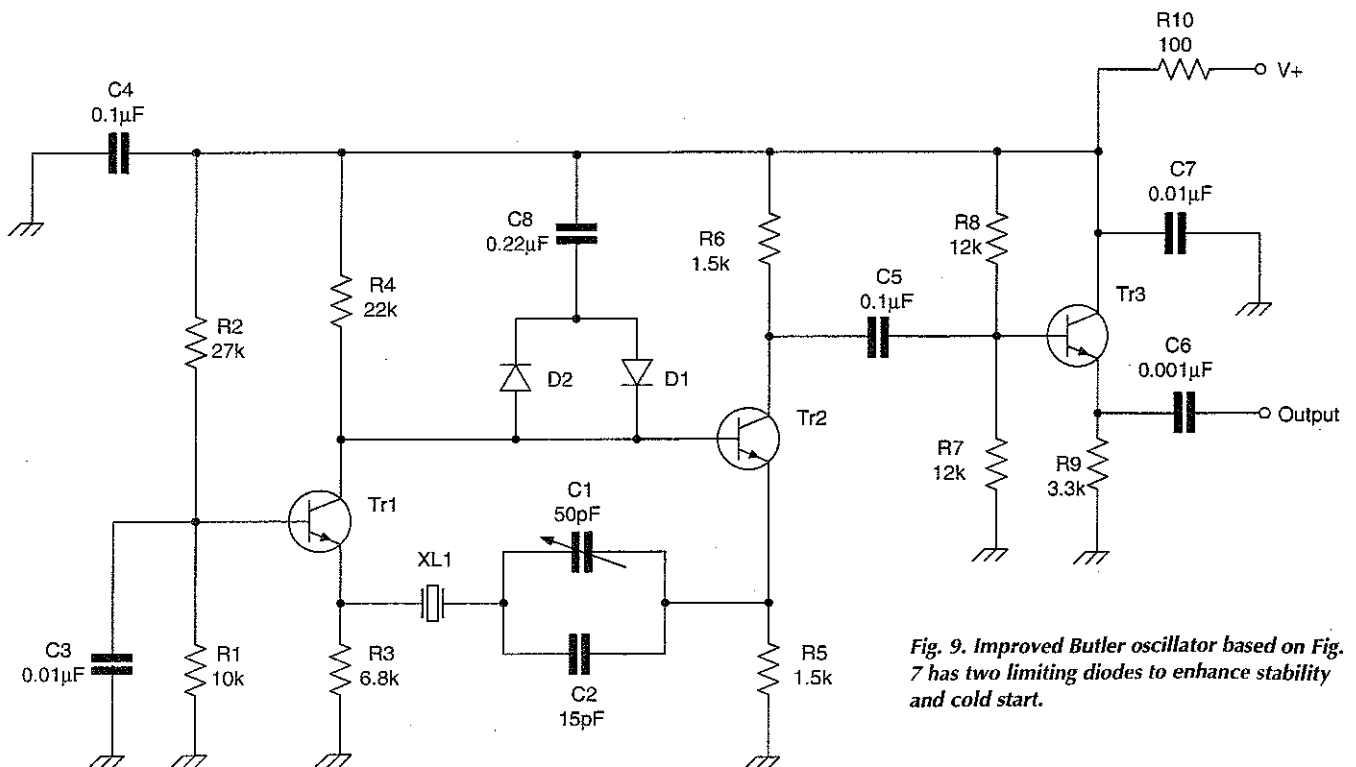 R10
100
V+
C4
0.1µF
C7
0.01µF
C8
0.22µF
R6
1.5k
R8
12k
R4
22k
C5
0.1µF
Tr3
R2
27k
C6
0.001µF
D2
D1
Tr2
Output
R7
12k
R9
3.3k
Tr1
C1
50pF
XL1
C3
0.01µF
R1
10k
R3
6.8k
C2
15pF
R5
1.5k
Fig. 9. Improved Butler oscillator based on Fig.
7 has two limiting diodes to enhance stability
and cold start.